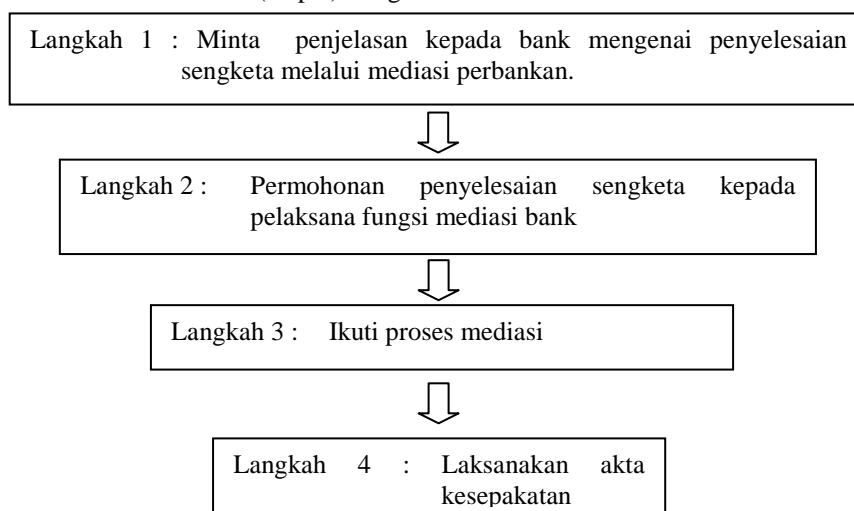 Langkah 1 : Minta penjelasan kepada bank mengenai penyelesaian
sengketa melalui mediasi perbankan.
Langkah 2 : Permohonan penyelesaian sengketa kepada
pelaksana fungsi mediasi bank
Langkah 3 : Ikuti proses mediasi
Langkah 4 : Laksanakan akta
kesepakatan